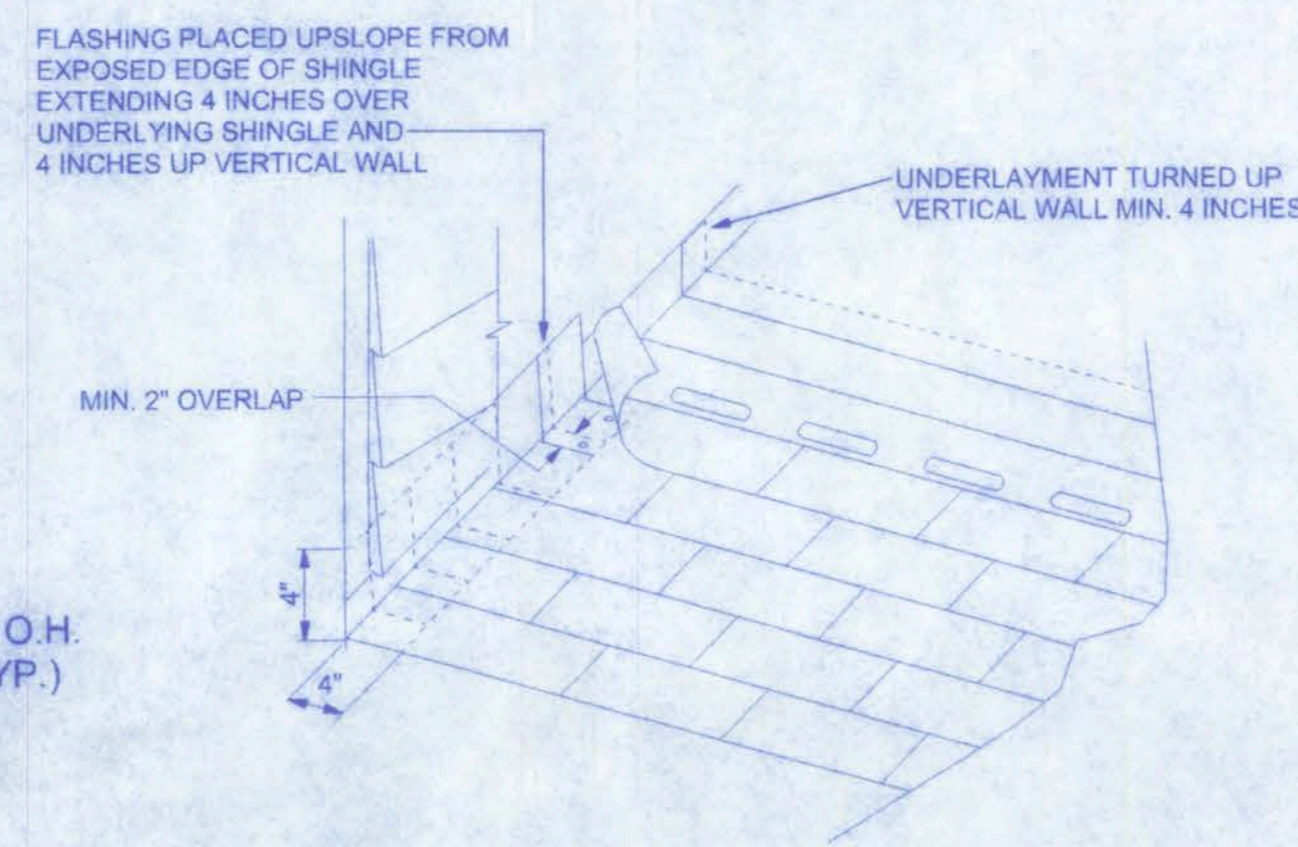 FLASHING PLACED UPSLOPE FROM
EXPOSED EDGE OF SHINGLE
EXTENDING 4 INCHES OVER
UNDERLYING SHINGLE AND
4 INCHES UP VERTICAL WALL
UNDERLAYMENT TURNED UP
VERTICAL WALL MIN. 4 INCHES
MIN. 2" OVERLAP
4"
O.H.
YP.)
4"